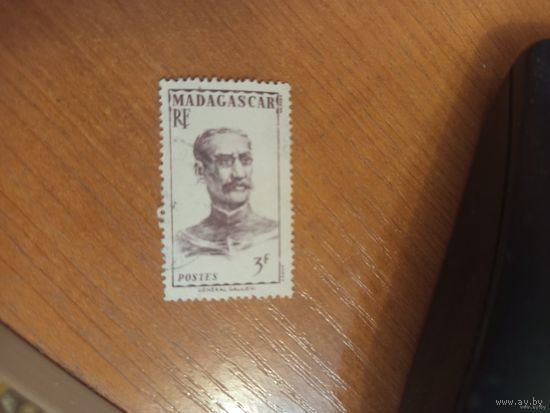 MADAGASCAR
RF
POSTES
3F
GÉNÉRAL GALLIENI
www.ay.by